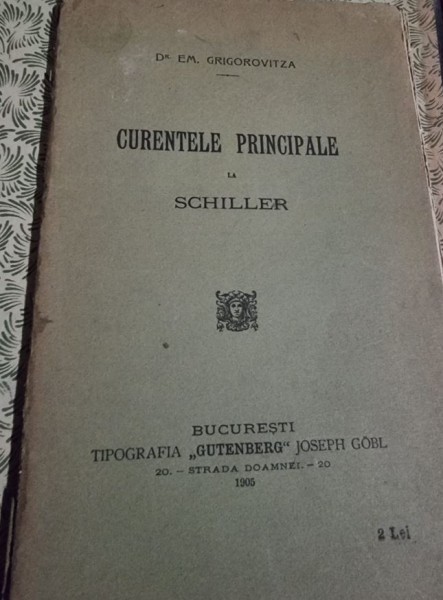 Dr. EM. GRIGOROVITZA
CURENTELE PRINCIPALE
LA
SCHILLER
BUCUREȘTI
TIPOGRAFIA „GUTENBERG“ JOSEPH GÖBL
20. – STRADA DOAMNEI. – 20
1905
2 Lei